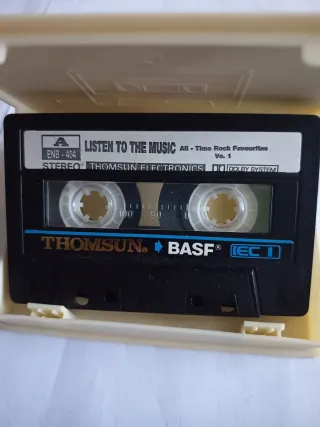 A LISTEN TO THE MUSIC All - Time Rock Favourites
ENB - 404 Vo. 1
STEREO THOMSUN ELECTRONICS DOLBY SYSTEM
100 50
THOMSUN® BASF® IEC I